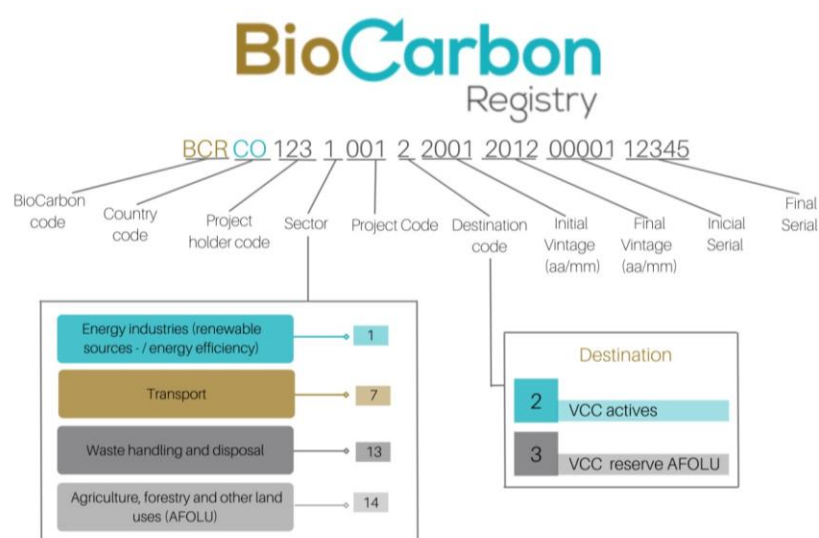 BioCarbon
Registry
BCR CO 123 1 001 2 2001 2012 00001 12345
BioCarbon
code
Country
code
Project
holder code
Sector
Project Code
Destination
code
Initial
Vintage
(aa/mm)
Final
Vintage
(aa/mm)
Inicial
Serial
Final
Serial
Energy industries (renewable
sources - / energy efficiency)
1
Transport
7
Waste handling and disposal
13
Agriculture, forestry and other land
uses (AFOLU)
14
Destination
2
VCC actives
3
VCC reserve AFOLU